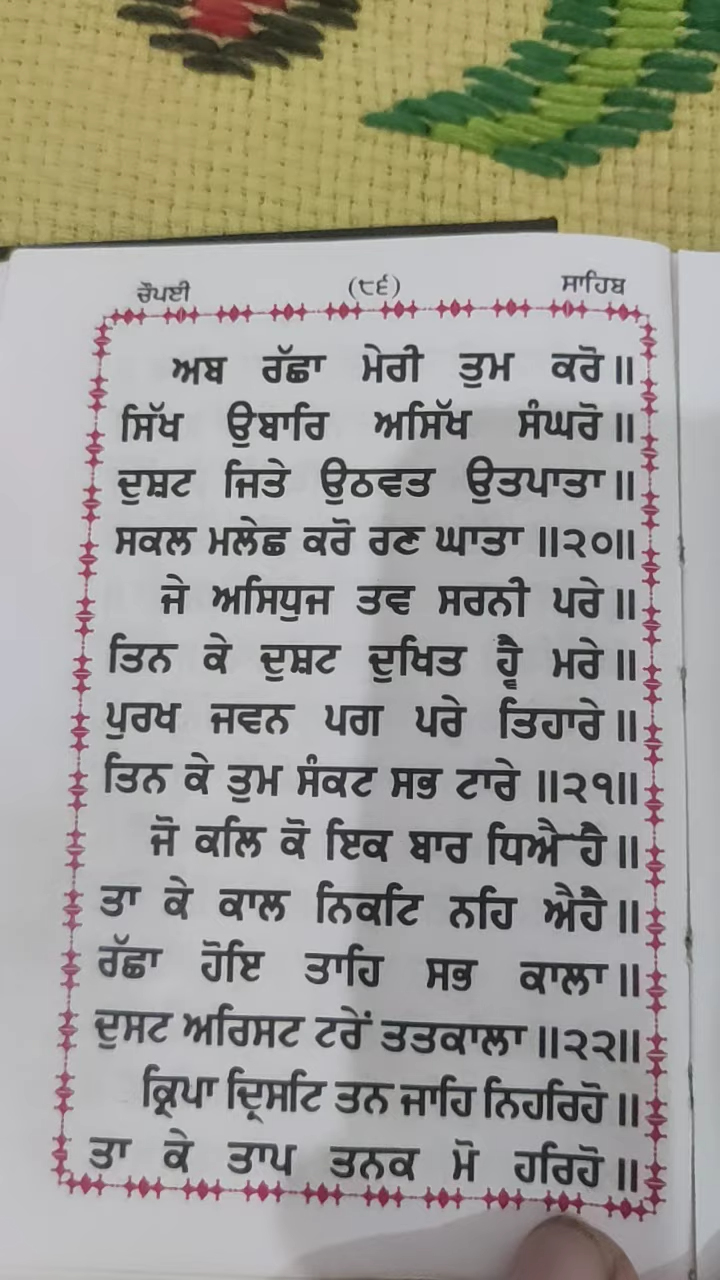 ਚੌਪਈ (੮੬) ਸਾਹਿਬ
ਅਬ ਰੱਛਾ ਮੇਰੀ ਤੁਮ ਕਰੋ ॥
ਸਿੱਖ ਉਬਾਰਿ ਅਸਿੱਖ ਸੰਘਰੋ ॥
ਦੁਸ਼ਟ ਜਿਤੇ ਉਠਵਤ ਉਤਪਾਤਾ ॥
ਸਕਲ ਮਲੇਛ ਕਰੋ ਰਣ ਘਾਤਾ ॥੨੦॥
ਜੇ ਅਸਿਧੁਜ ਤਵ ਸਰਨੀ ਪਰੇ ॥
ਤਿਨ ਕੇ ਦੁਸ਼ਟ ਦੁਖਿਤ ਹ੍ਵੈ ਮਰੇ ॥
ਪੁਰਖ ਜਵਨ ਪਗ ਪਰੇ ਤਿਹਾਰੇ ॥
ਤਿਨ ਕੇ ਤੁਮ ਸੰਕਟ ਸਭ ਟਾਰੇ ॥੨੧॥
ਜੋ ਕਲਿ ਕੋ ਇਕ ਬਾਰ ਧਿਐਹੈ ॥
ਤਾ ਕੇ ਕਾਲ ਨਿਕਟਿ ਨਹਿ ਐਹੈ ॥
ਰੱਛਾ ਹੋਇ ਤਾਹਿ ਸਭ ਕਾਲਾ ॥
ਦੁਸਟ ਅਰਿਸਟ ਟਰੇਂ ਤਤਕਾਲਾ ॥੨੨॥
ਕ੍ਰਿਪਾ ਦ੍ਰਿਸਟਿ ਤਨ ਜਾਹਿ ਨਿਹਰਿਹੋ ॥
ਤਾ ਕੇ ਤਾਪ ਤਨਕ ਮੋ ਹਰਿਹੋ ॥